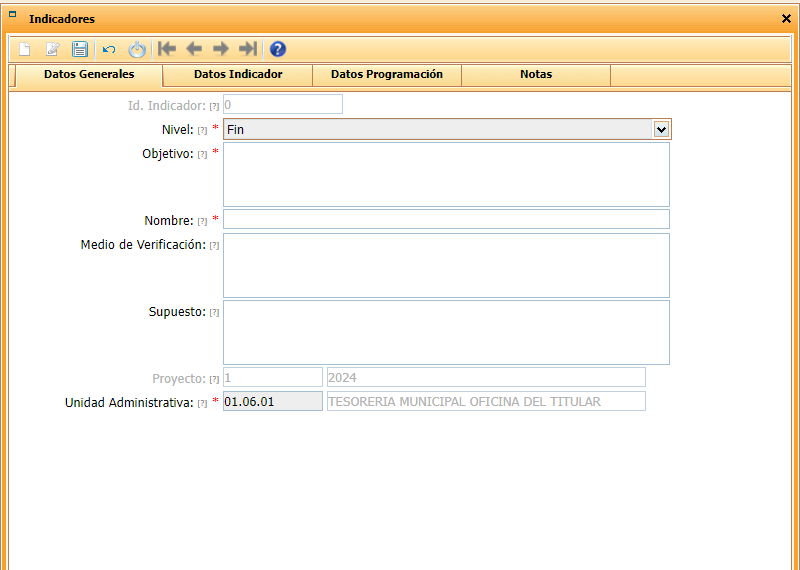 Indicadores
Datos Generales Datos Indicador Datos Programación Notas
Id. Indicador: [?] 0
Nivel: [?] * Fin
Objetivo: [?] *
Nombre: [?] *
Medio de Verificación: [?]
Supuesto: [?]
Proyecto: [?] 1 2024
Unidad Administrativa: [?] * 01.06.01 TESORERIA MUNICIPAL OFICINA DEL TITULAR